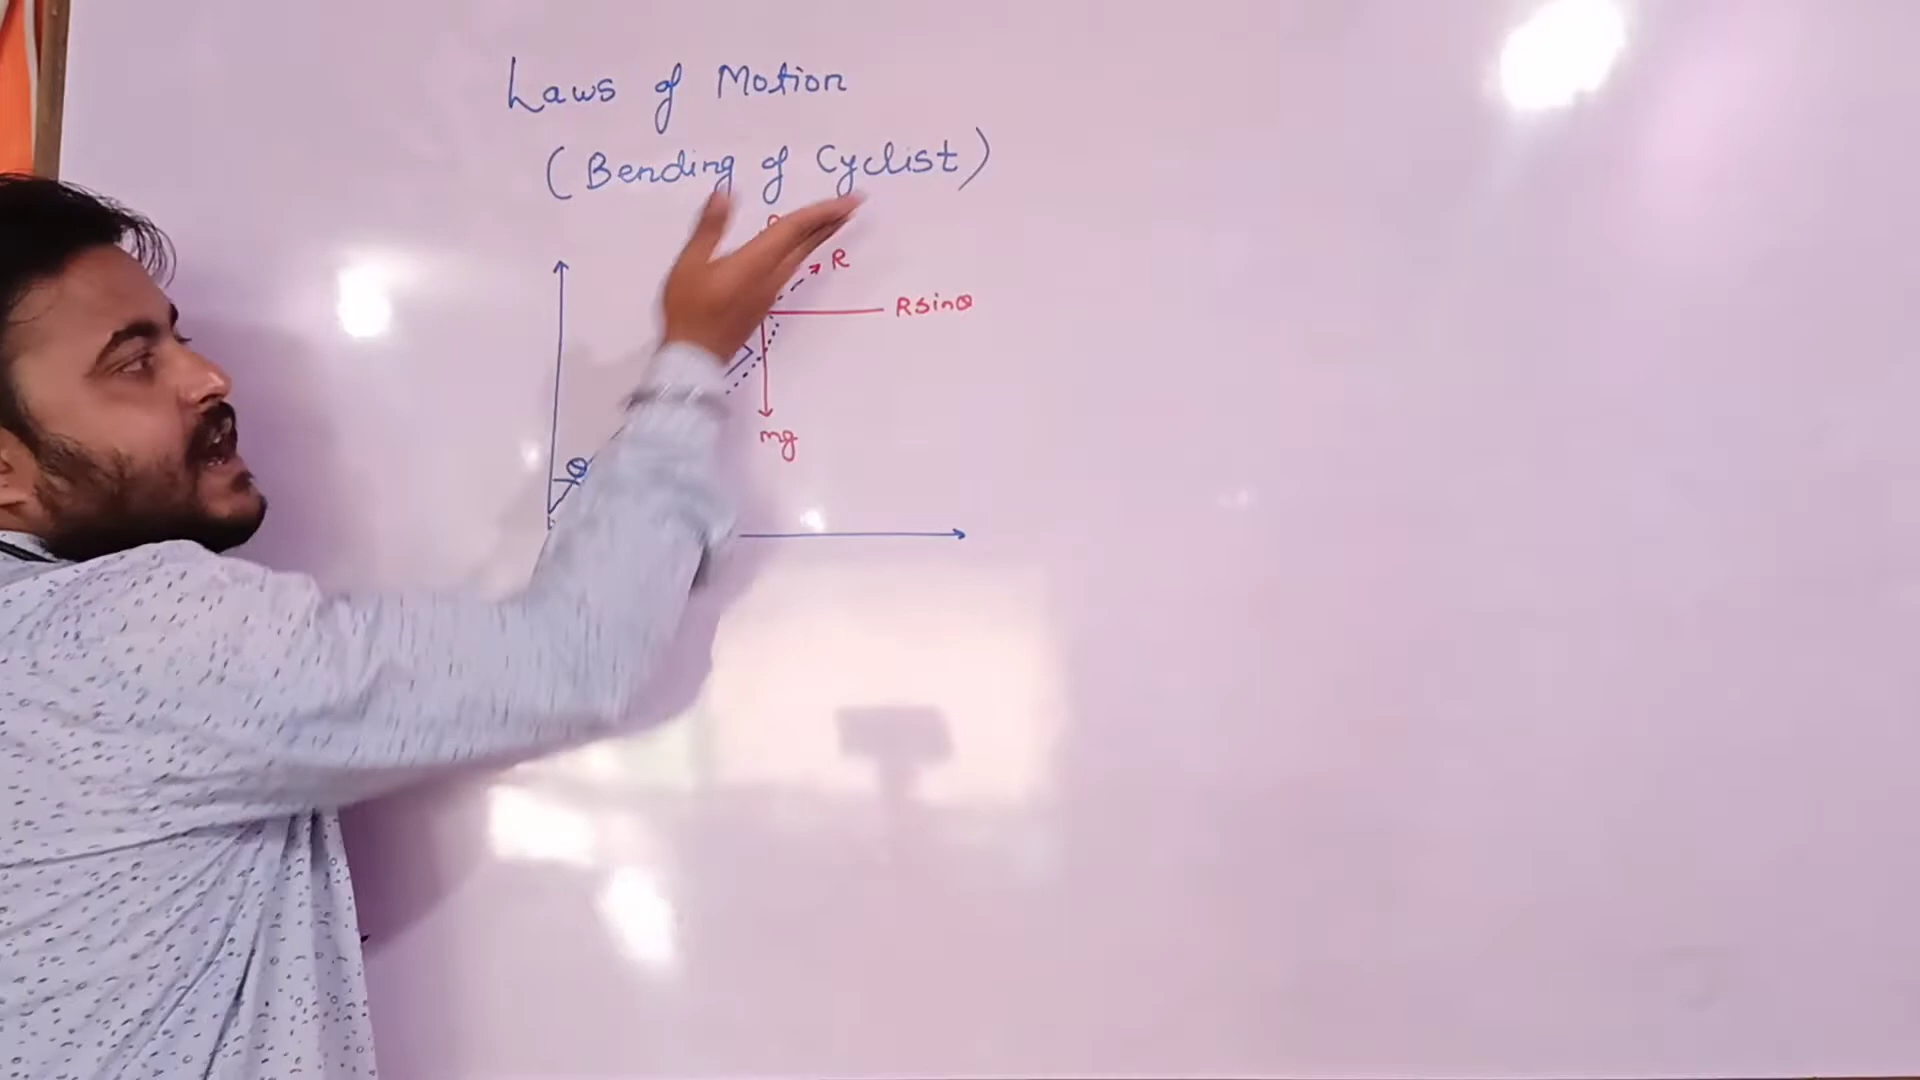 Laws of Motion
(Bending of Cyclist)
R
Rsinθ
mg
θ